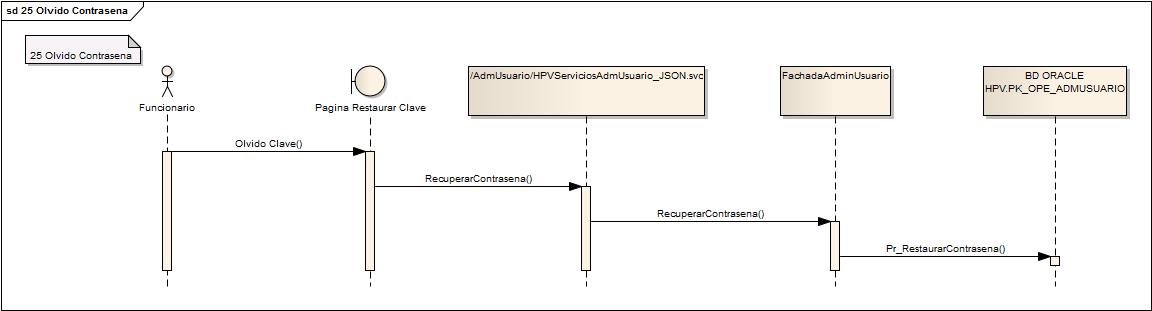 sd 25 Olvido Contrasena
25 Olvido Contrasena
Funcionario
Pagina Restaurar Clave
/AdmUsuario/HPVServiciosAdmUsuario_JSON.svc
FachadaAdminUsuario
BD ORACLE
HPV.PK_OPE_ADMUSUARIO
Olvido Clave()
RecuperarContrasena()
RecuperarContrasena()
Pr_RestaurarContrasena()